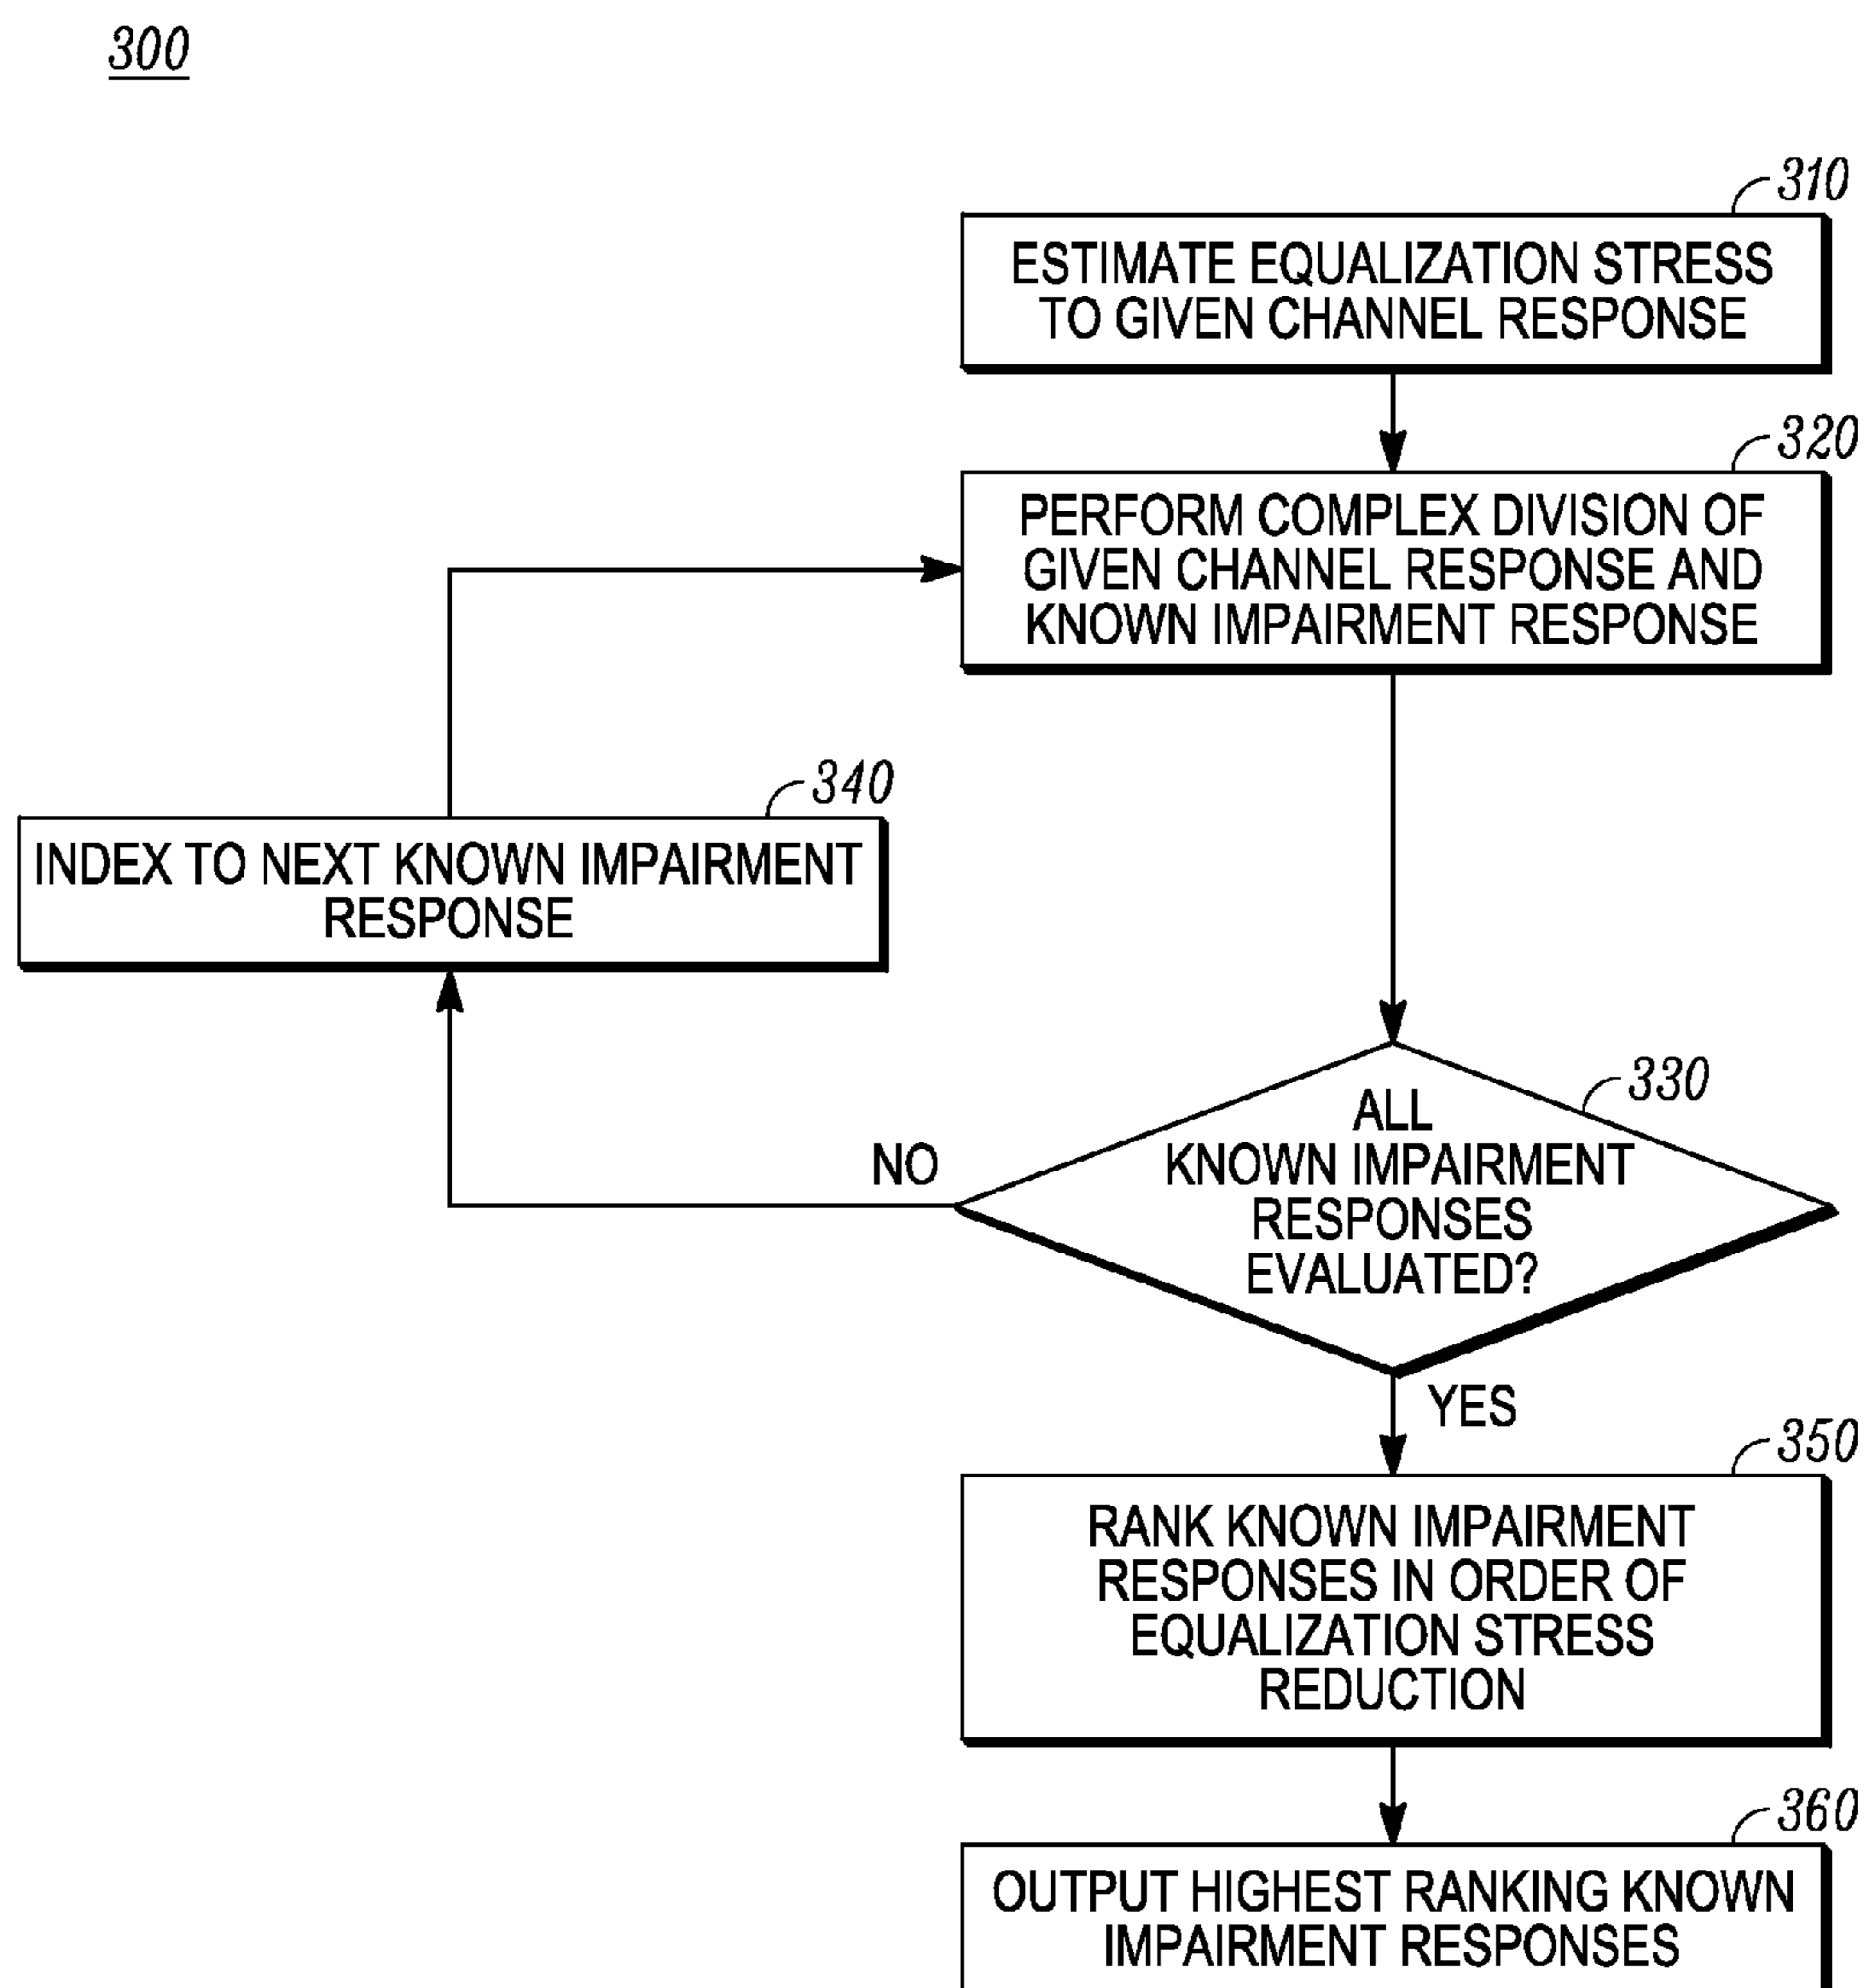 300
310
ESTIMATE EQUALIZATION STRESS
TO GIVEN CHANNEL RESPONSE
320
PERFORM COMPLEX DIVISION OF
GIVEN CHANNEL RESPONSE AND
KNOWN IMPAIRMENT RESPONSE
340
INDEX TO NEXT KNOWN IMPAIRMENT
RESPONSE
330
ALL
KNOWN IMPAIRMENT
RESPONSES
EVALUATED?
NO
YES
350
RANK KNOWN IMPAIRMENT
RESPONSES IN ORDER OF
EQUALIZATION STRESS
REDUCTION
360
OUTPUT HIGHEST RANKING KNOWN
IMPAIRMENT RESPONSES